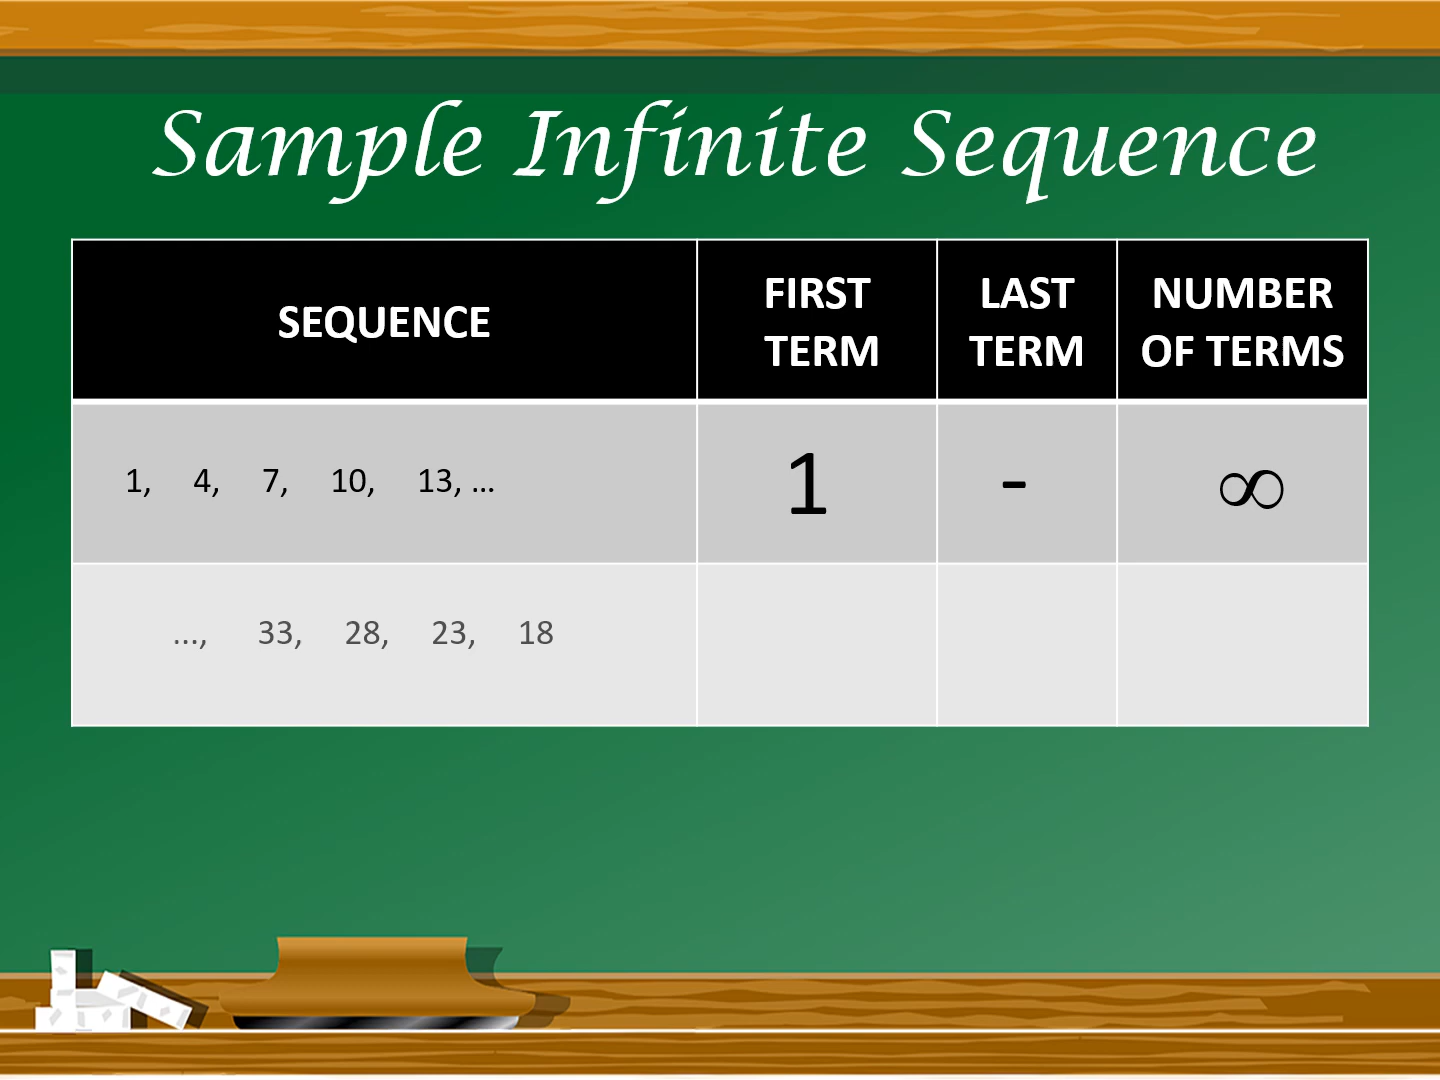 Sample Infinite Sequence
SEQUENCE
FIRST
TERM
LAST
TERM
NUMBER
OF TERMS
1, 4, 7, 10, 13, ...
1
-
∞
..., 33, 28, 23, 18